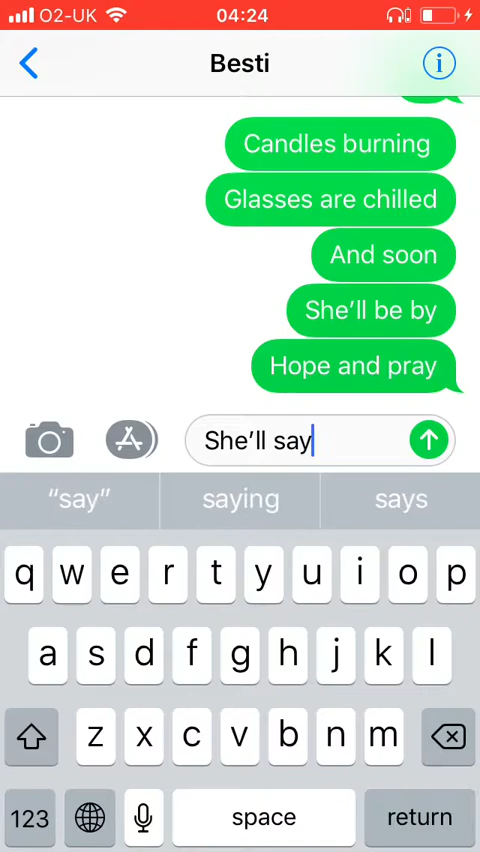 O2-UK 04:24
Besti
Candles burning
Glasses are chilled
And soon
She’ll be by
Hope and pray
She’ll say
“say” saying says
q w e r t y u i o p
a s d f g h j k l
z x c v b n m
123 space return